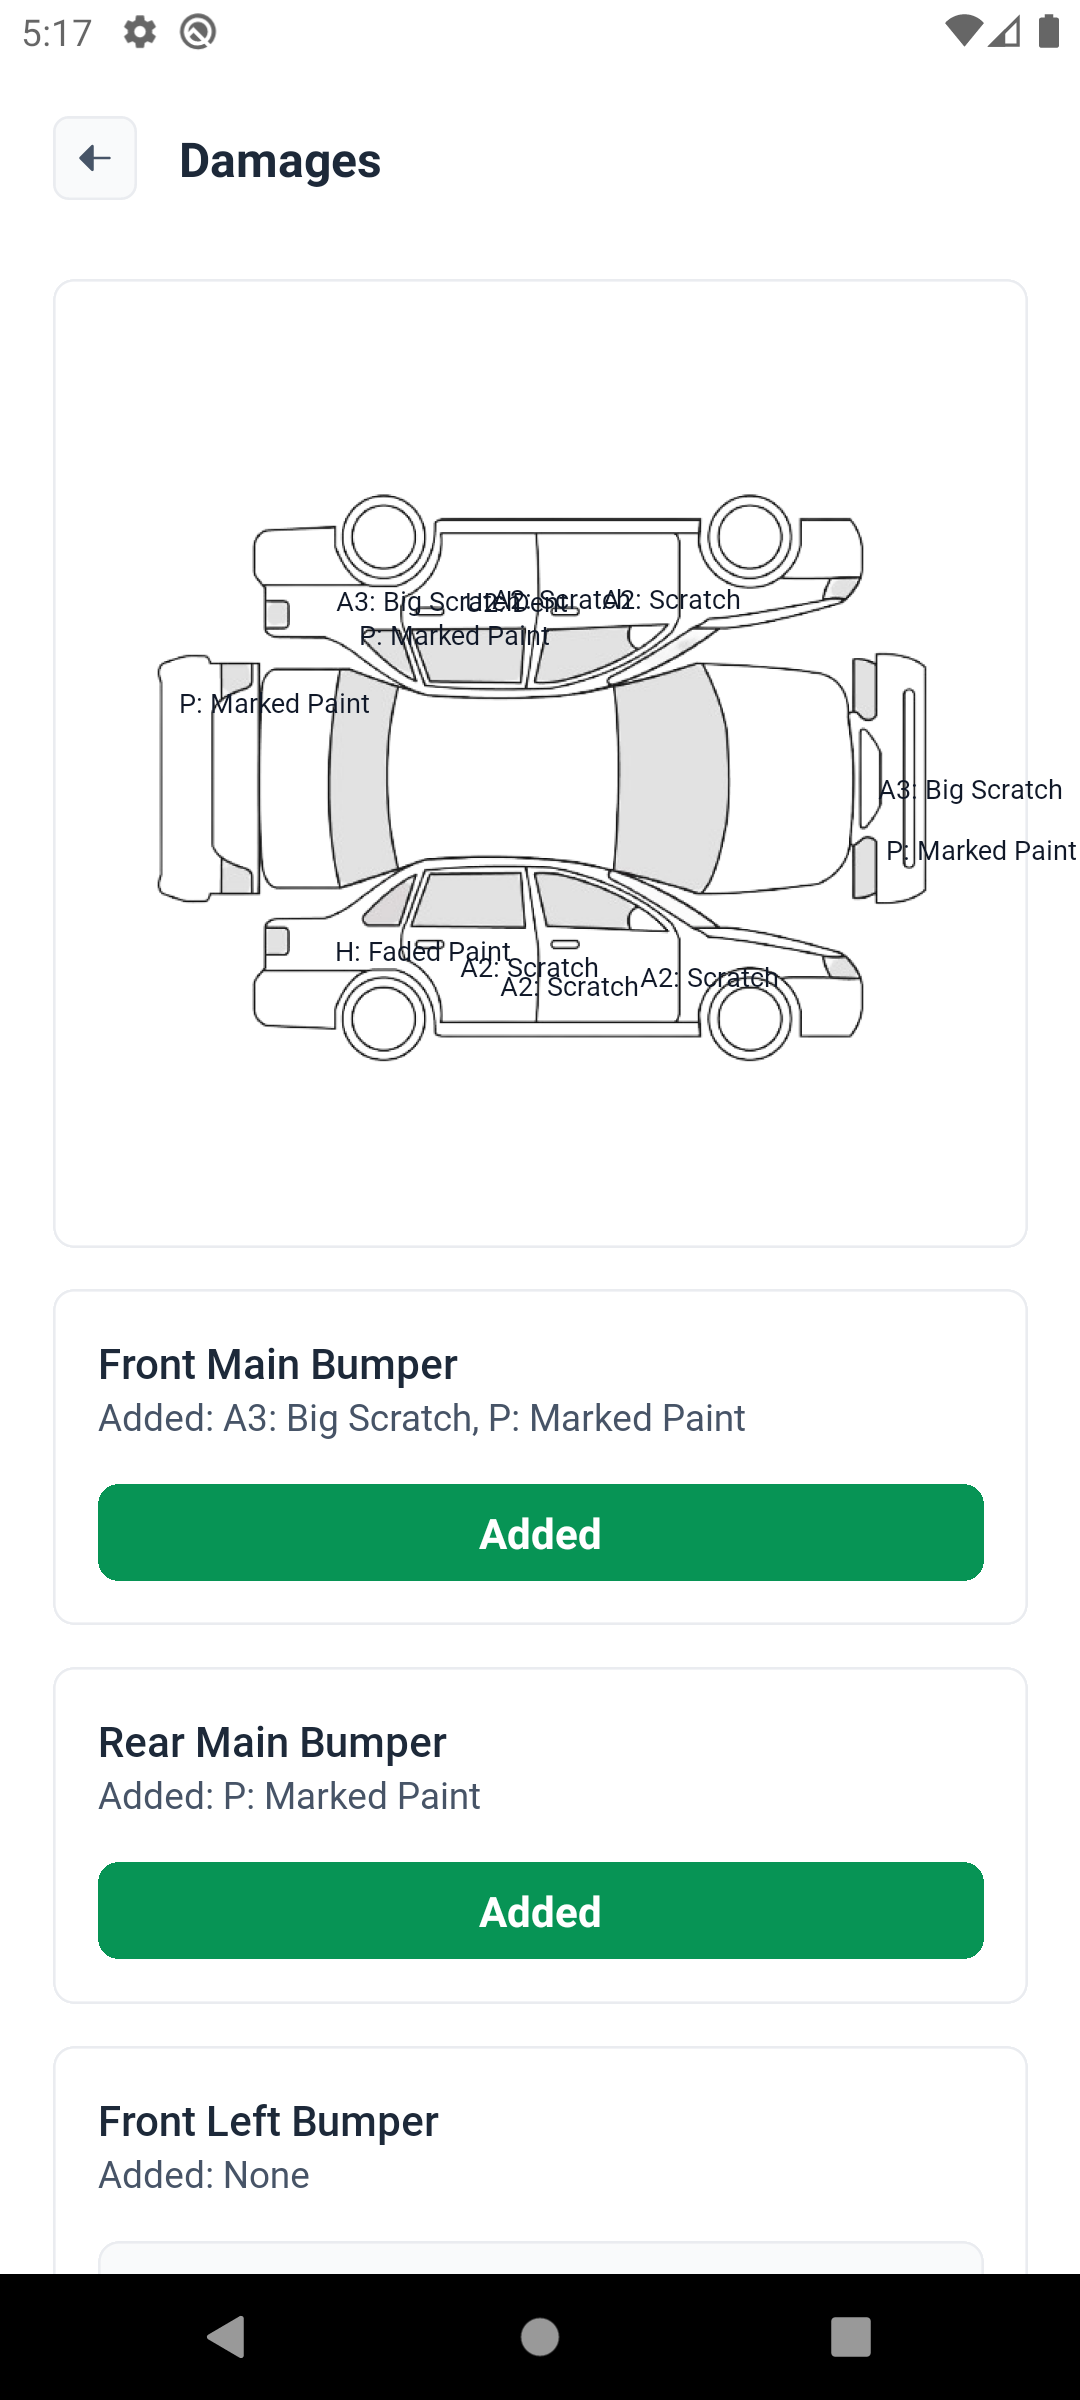 5:17
Damages
A3: Big Scratch
U2: Dent
A2: Scratch
A2: Scratch
P: Marked Paint
P: Marked Paint
A3: Big Scratch
P: Marked Paint
H: Faded Paint
A2: Scratch
A2: Scratch
A2: Scratch
Front Main Bumper
Added: A3: Big Scratch, P: Marked Paint
Added
Rear Main Bumper
Added: P: Marked Paint
Added
Front Left Bumper
Added: None